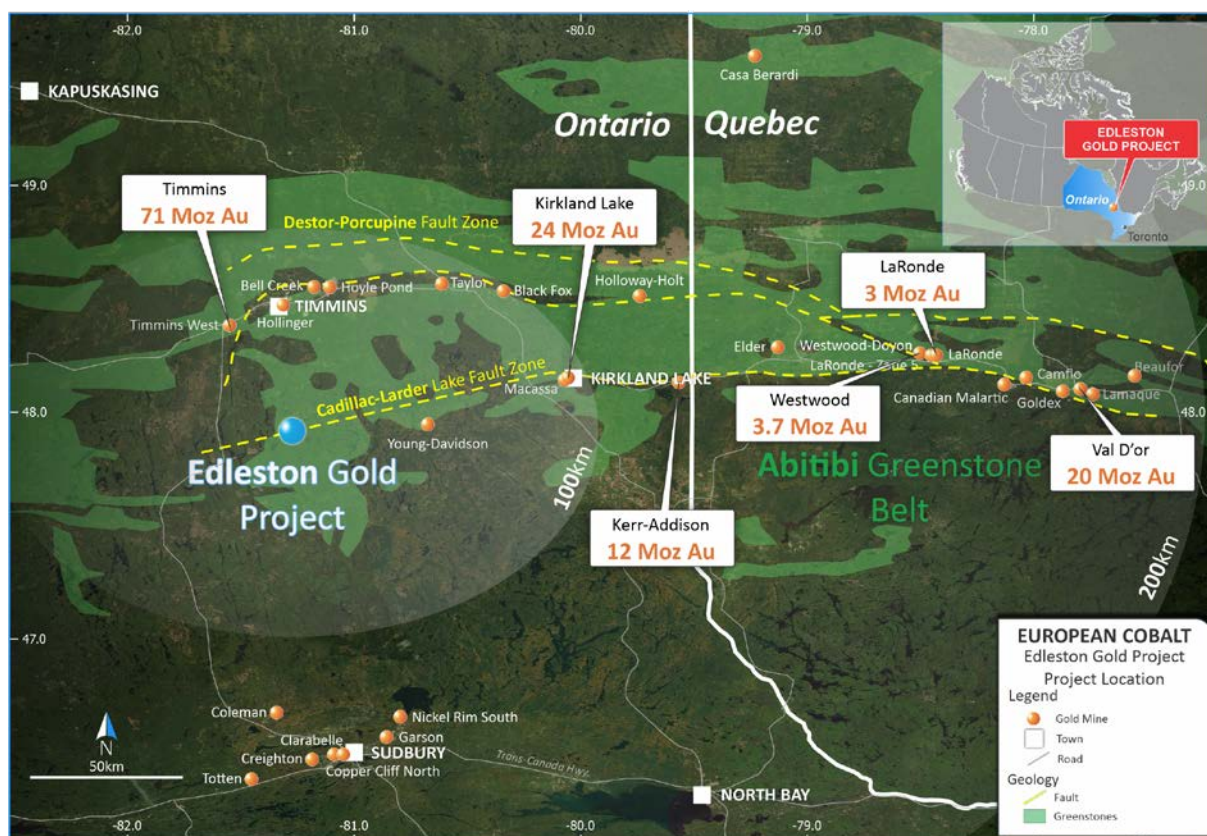 -82.0
-81.0
-80.0
-79.0
-78.0
KAPUSKASING
Casa Berardi
Ontario
Quebec
EDLESTON
GOLD PROJECT
Ontario
Toronto
49.0
49.0
Timmins
71 Moz Au
Destor-Porcupine Fault Zone
Kirkland Lake
24 Moz Au
LaRonde
3 Moz Au
Bell Creek
Hoyle Pond
Taylo
Black Fox
Holloway-Holt
TIMMINS
Hollinger
Timmins West
Elder
Westwood-Doyon
LaRonde
LaRonde - Zone 5
Macassa
KIRKLAND LAKE
Camflo
Beaufor
Canadian Malartic
Goldex
Lamaque
Cadillac-Larder Lake Fault Zone
Westwood
3.7 Moz Au
48.0
48.0
Young-Davidson
Val D'or
20 Moz Au
Edleston Gold
Project
100km
Abitibi Greenstone
Belt
Kerr-Addison
12 Moz Au
200km
47.0
47.0
EUROPEAN COBALT
Edleston Gold Project
Project Location
Legend
Gold Mine
Town
Road
Geology
Fault
Greenstones
Coleman
Nickel Rim South
Clarabelle
Garson
Creighton
SUDBURY
Copper Cliff North
Totten
N
50km
Trans-Canada Hwy.
NORTH BAY
-82.0
-81.0
-80.0
-79.0